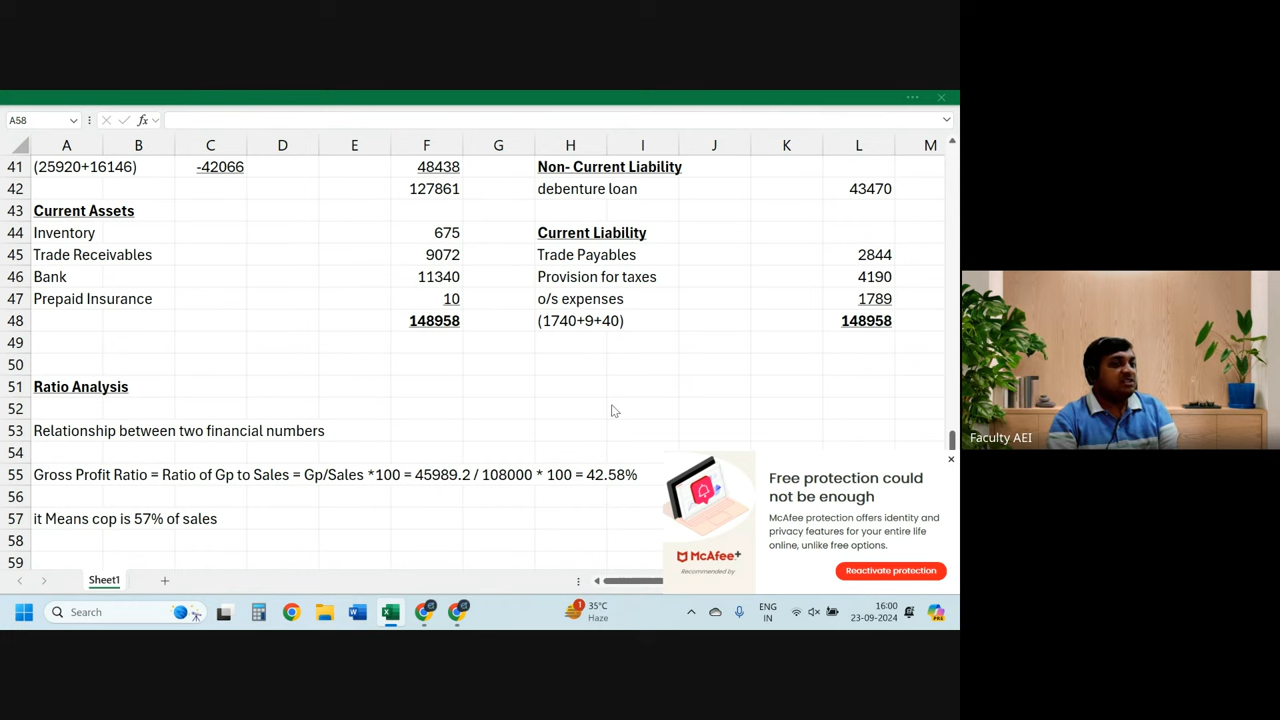 A58
fx
A B C D E F G H I J K L M
41 (25920+16146) -42066 48438 Non- Current Liability
42 127861 debenture loan 43470
43 Current Assets
44 Inventory 675 Current Liability
45 Trade Receivables 9072 Trade Payables 2844
46 Bank 11340 Provision for taxes 4190
47 Prepaid Insurance 10 o/s expenses 1789
48 148958 (1740+9+40) 148958
49
50
51 Ratio Analysis
52
53 Relationship between two financial numbers
54
55 Gross Profit Ratio = Ratio of Gp to Sales = Gp/Sales *100 = 45989.2 / 108000 * 100 = 42.58%
56
57 it Means cop is 57% of sales
58
59
Free protection could
not be enough
McAfee protection offers identity and
privacy features for your entire life
online, unlike free options.
McAfee+
Recommended by
Reactivate protection
Sheet1
Search
1
35°C
Haze
ENG
IN
16:00
23-09-2024
PRE
Faculty AEI